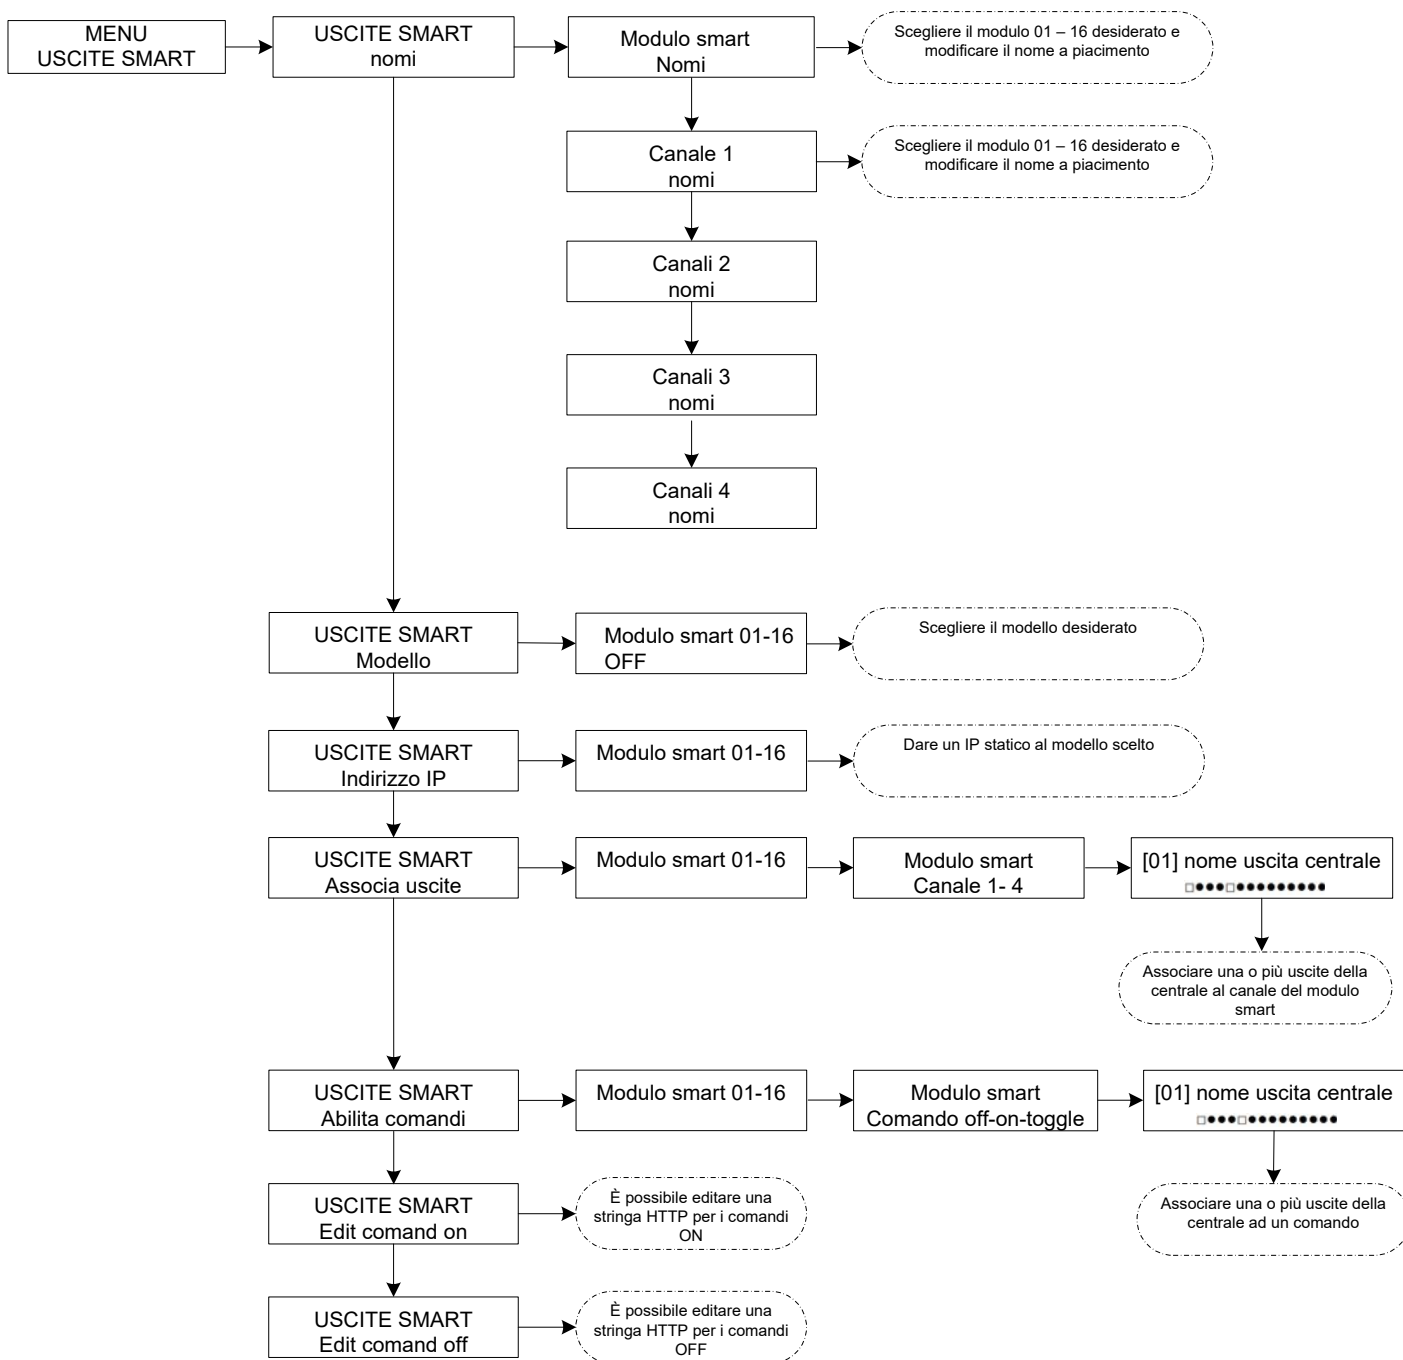 MENU
USCITE SMART
USCITE SMART
nomi
Modulo smart
Nomi
Scegliere il modulo 01 – 16 desiderato e
modificare il nome a piacimento
Canale 1
nomi
Scegliere il modulo 01 – 16 desiderato e
modificare il nome a piacimento
Canali 2
nomi
Canali 3
nomi
Canali 4
nomi
USCITE SMART
Modello
Modulo smart 01-16
OFF
Scegliere il modello desiderato
USCITE SMART
Indirizzo IP
Modulo smart 01-16
Dare un IP statico al modello scelto
USCITE SMART
Associa uscite
Modulo smart 01-16
Modulo smart
Canale 1- 4
[01] nome uscita centrale
□●●●□●●●●●●●●●
Associare una o più uscite della
centrale al canale del modulo
smart
USCITE SMART
Abilita comandi
Modulo smart 01-16
Modulo smart
Comando off-on-toggle
[01] nome uscita centrale
□●●●□●●●●●●●●●
Associare una o più uscite della
centrale ad un comando
USCITE SMART
Edit comand on
È possibile editare una
stringa HTTP per i comandi
ON
USCITE SMART
Edit comand off
È possibile editare una
stringa HTTP per i comandi
OFF